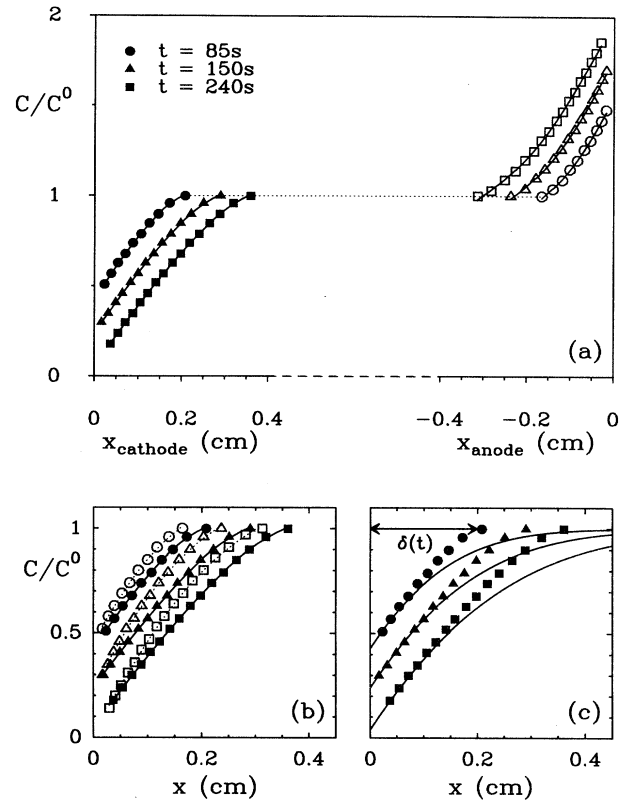 2
t = 85s
t = 150s
t = 240s
C/C⁰
1
0
(a)
0 0.2 0.4 −0.4 −0.2 0
x_cathode (cm) x_anode (cm)
1
C/C⁰
0.5
0
δ(t)
(b) (c)
0 0.2 0.4 0 0.2 0.4
x (cm) x (cm)